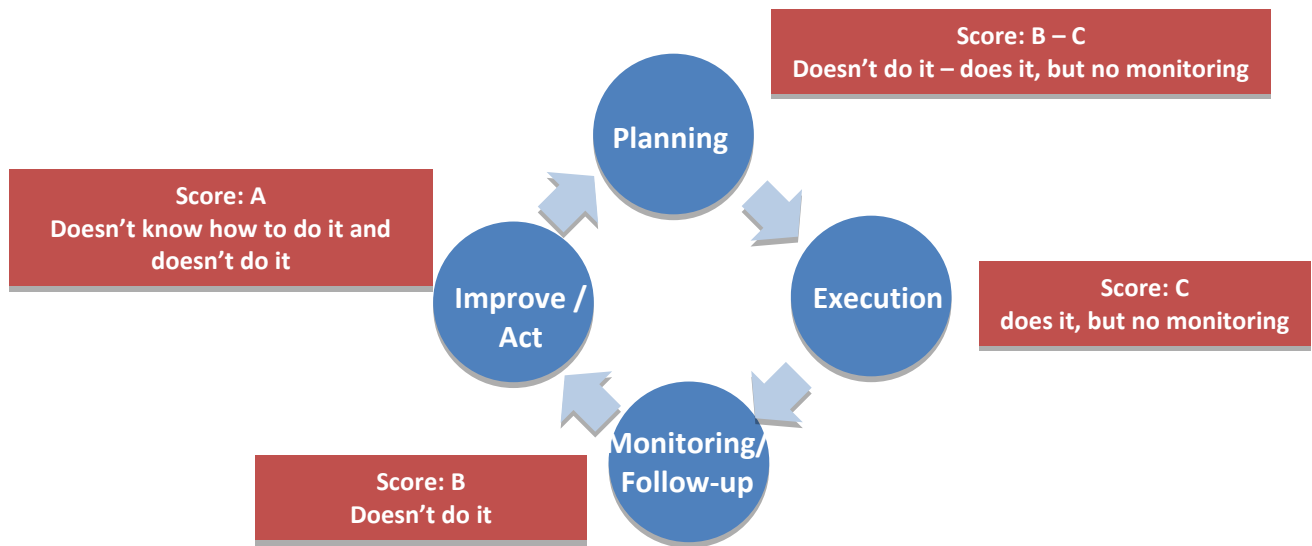 Score: B – C
Doesn't do it – does it, but no monitoring
Planning
Score: A
Doesn't know how to do it and
doesn't do it
Improve /
Act
Execution
Score: C
does it, but no monitoring
Monitoring/
Follow-up
Score: B
Doesn't do it